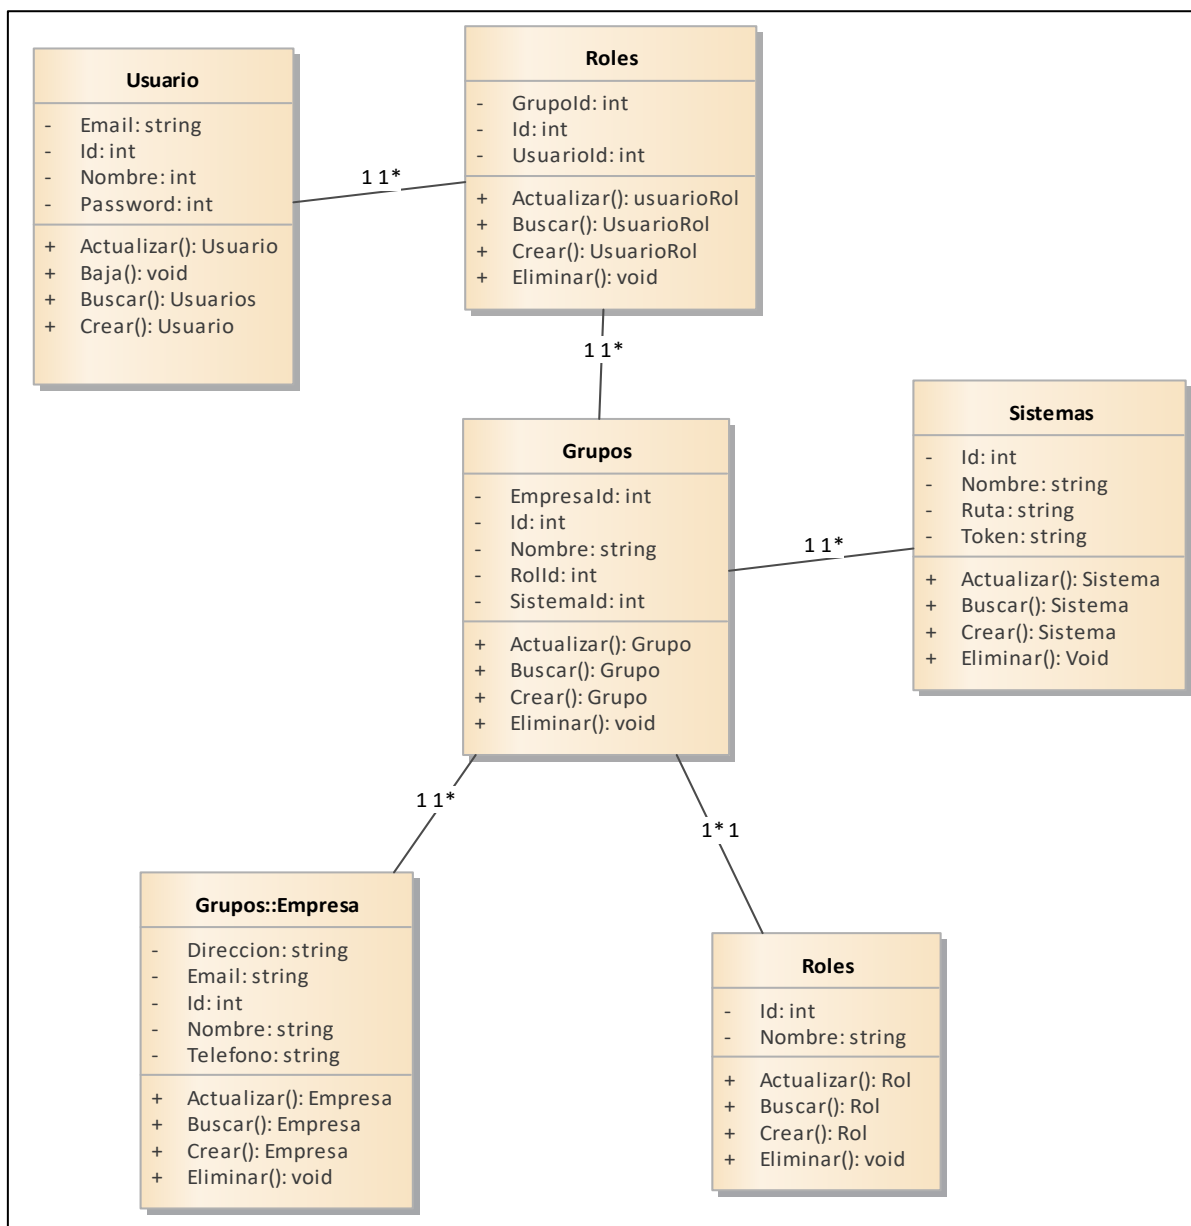 Usuario
- Email: string
- Id: int
- Nombre: int
- Password: int
+ Actualizar(): Usuario
+ Baja(): void
+ Buscar(): Usuarios
+ Crear(): Usuario
1 1*
Roles
- GrupoId: int
- Id: int
- UsuarioId: int
+ Actualizar(): usuarioRol
+ Buscar(): UsuarioRol
+ Crear(): UsuarioRol
+ Eliminar(): void
1 1*
Grupos
- EmpresaId: int
- Id: int
- Nombre: string
- RolId: int
- SistemaId: int
+ Actualizar(): Grupo
+ Buscar(): Grupo
+ Crear(): Grupo
+ Eliminar(): void
1 1*
Sistemas
- Id: int
- Nombre: string
- Ruta: string
- Token: string
+ Actualizar(): Sistema
+ Buscar(): Sistema
+ Crear(): Sistema
+ Eliminar(): Void
1 1*
1* 1
Grupos::Empresa
- Direccion: string
- Email: string
- Id: int
- Nombre: string
- Telefono: string
+ Actualizar(): Empresa
+ Buscar(): Empresa
+ Crear(): Empresa
+ Eliminar(): void
Roles
- Id: int
- Nombre: string
+ Actualizar(): Rol
+ Buscar(): Rol
+ Crear(): Rol
+ Eliminar(): void